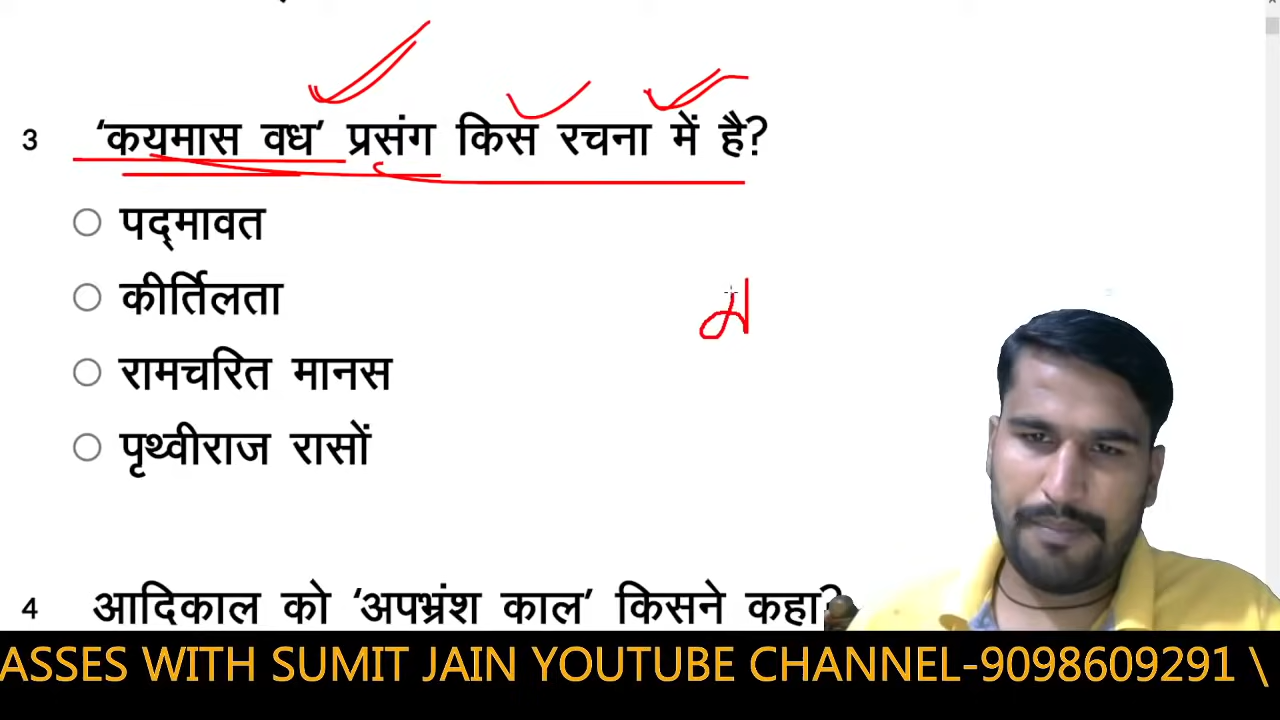 3 ‘कयमास वध’ प्रसंग किस रचना में है?
पद्‌मावत
कीर्तिलता
रामचरित मानस
पृथ्वीराज रासों
4 आदिकाल को ‘अपभ्रंश काल’ किसने कहा?
ASSES WITH SUMIT JAIN YOUTUBE CHANNEL-9098609291 \